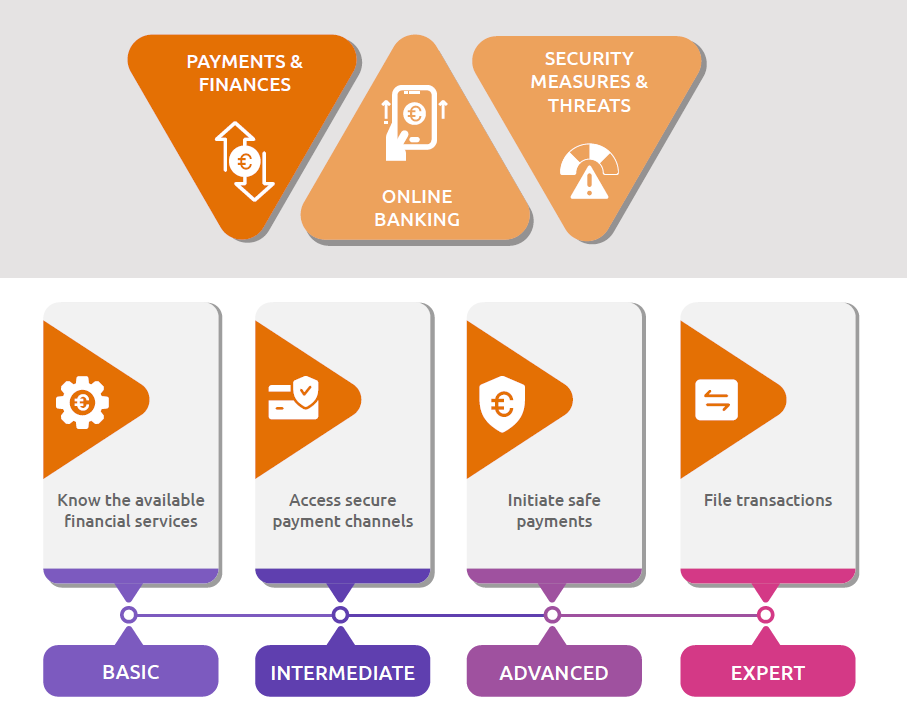 PAYMENTS &
FINANCES
ONLINE
BANKING
SECURITY
MEASURES &
THREATS
Know the available
financial services
Access secure
payment channels
Initiate safe
payments
File transactions
BASIC
INTERMEDIATE
ADVANCED
EXPERT